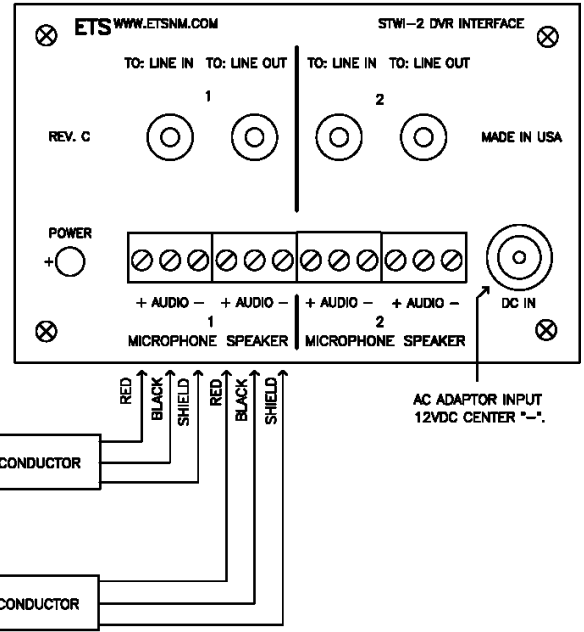 ETS WWW.ETSNM.COM STWI-2 DVR INTERFACE
TO: LINE IN TO: LINE OUT TO: LINE IN TO: LINE OUT
1 2
REV. C MADE IN USA
POWER
+
+ AUDIO - + AUDIO - + AUDIO - + AUDIO - DC IN
1 2
MICROPHONE SPEAKER MICROPHONE SPEAKER
RED BLACK SHIELD RED BLACK SHIELD
AC ADAPTOR INPUT
12VDC CENTER "-".
CONDUCTOR
CONDUCTOR